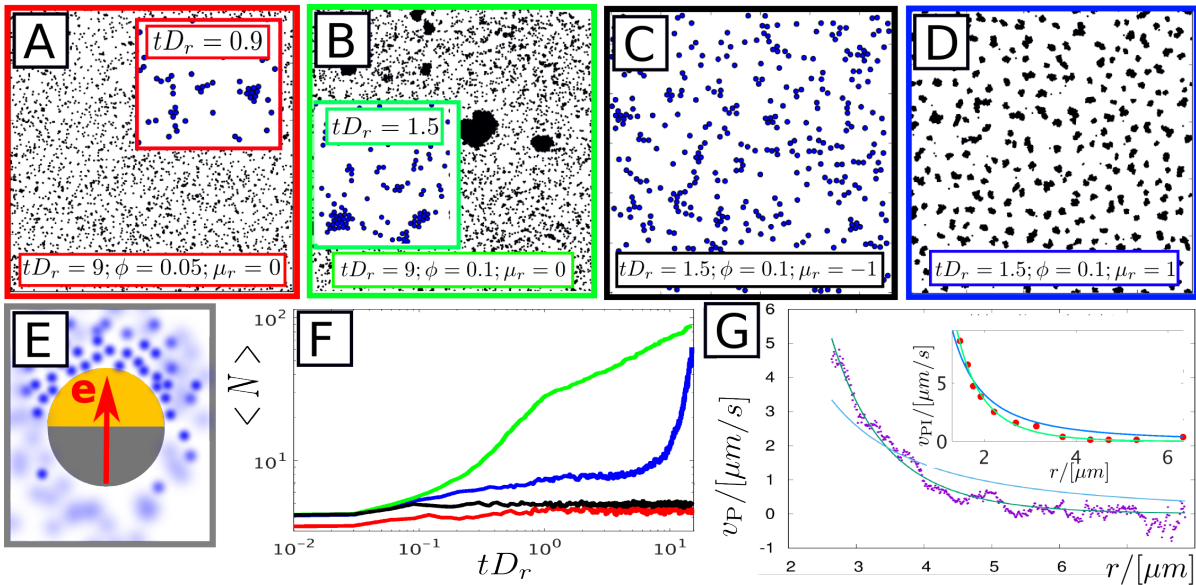 A
tD_r = 0.9
tD_r = 9; ϕ = 0.05; μ_r = 0
B
tD_r = 1.5
tD_r = 9; ϕ = 0.1; μ_r = 0
C
tD_r = 1.5; ϕ = 0.1; μ_r = −1
D
tD_r = 1.5; ϕ = 0.1; μ_r = 1
E
e
F
10^2
10^1
< N >
10^-2
10^-1
10^0
10^1
tD_r
G
6
5
4
3
2
1
0
-1
v_P/[μm/s]
2
3
4
5
6
7
r/[μm]
v_PI/[μm/s]
2
4
6
r/[μm]